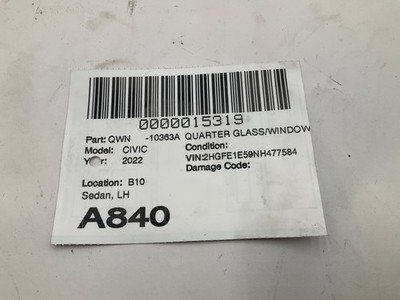 0000015319
Part: QWN -10363A QUARTER GLASS/WINDOW
Model: CIVIC Condition:
Year: 2022 VIN:2HGFE1E59NH477584
Damage Code:
Location: B10
Sedan, LH
A840